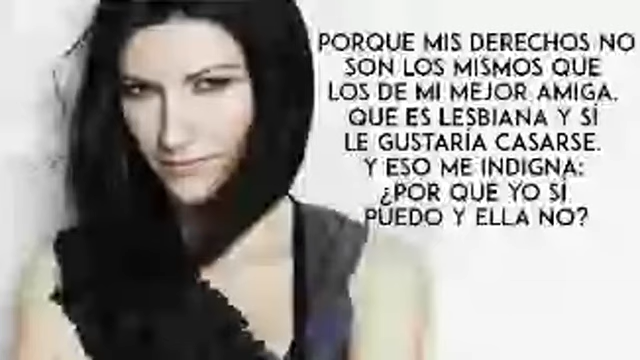 PORQUE MIS DERECHOS NO
SON LOS MISMOS QUE
LOS DE MI MEJOR AMIGA.
QUE ES LESBIANA Y SÍ
LE GUSTARÍA CASARSE.
Y ESO ME INDIGNA:
¿POR QUE YO SÍ
PUEDO Y ELLA NO?